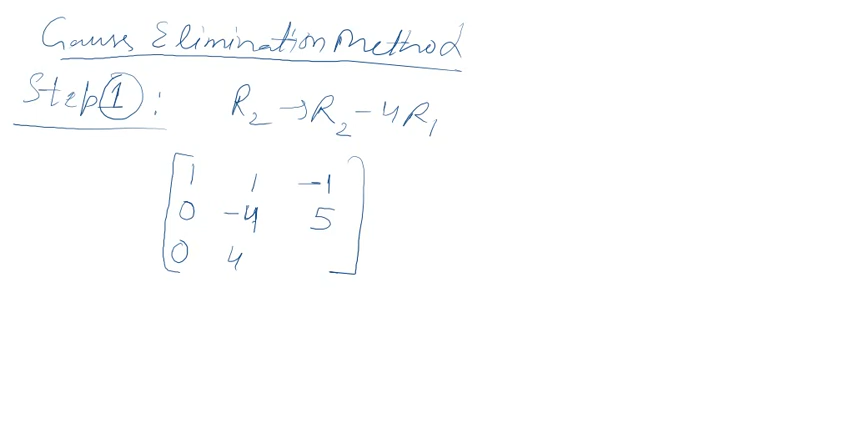 Gauss Elimination Method
Step 1 : R2 → R2 - 4R1
1 1 -1
0 -4 5
0 4